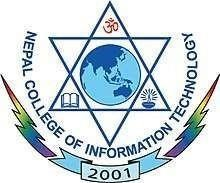 ॐ
NEPAL COLLEGE OF INFORMATION TECHNOLOGY
2001